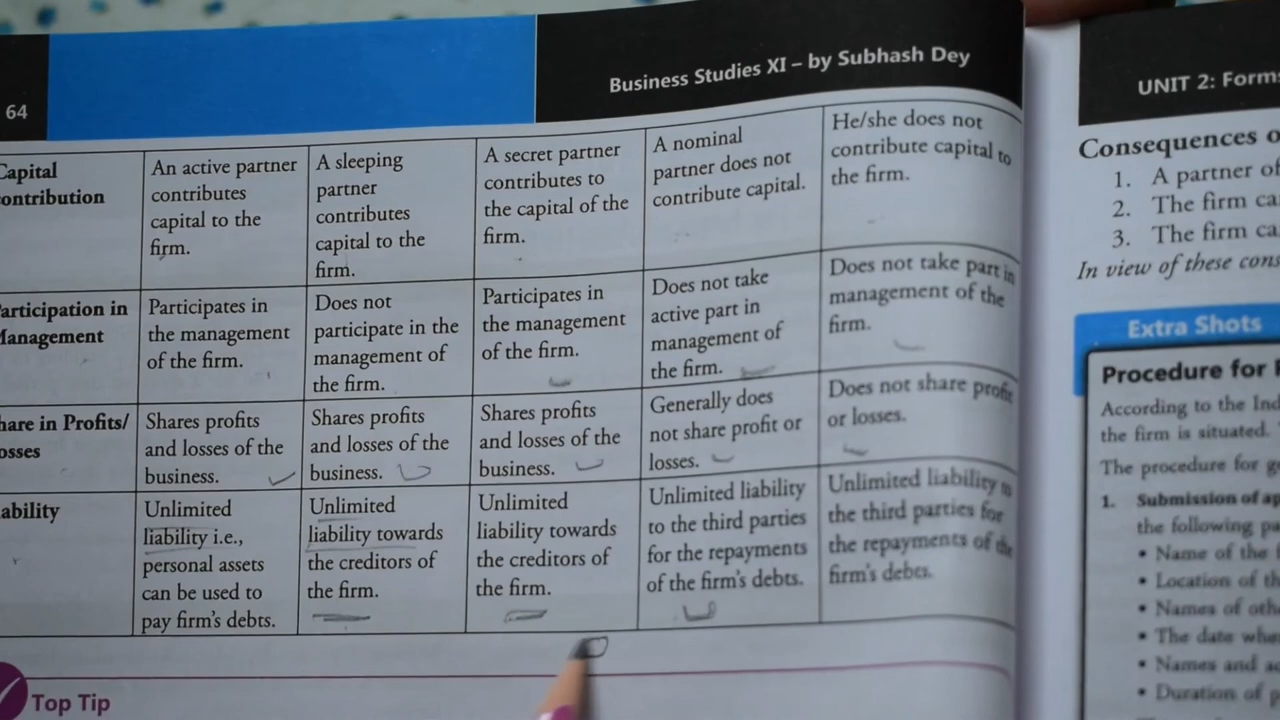 64
Business Studies XI – by Subhash Dey
Capital
contribution
An active partner
contributes
capital to the
firm.
A sleeping
partner
contributes
capital to the
firm.
A secret partner
contributes to
the capital of the
firm.
A nominal
partner does not
contribute capital.
He/she does not
contribute capital to
the firm.
Participation in
Management
Participates in
the management
of the firm.
Does not
participate in the
management of
the firm.
Participates in
the management
of the firm.
Does not take
active part in
management of
the firm.
Does not take part in
management of the
firm.
hare in Profits/
osses
Shares profits
and losses of the
business.
Shares profits
and losses of the
business.
Shares profits
and losses of the
business.
Generally does
not share profit or
losses.
Does not share profit
or losses.
ability
Unlimited
liability i.e.,
personal assets
can be used to
pay firm's debts.
Unlimited
liability towards
the creditors of
the firm.
Unlimited
liability towards
the creditors of
the firm.
Unlimited liability
to the third parties
for the repayments
of the firm's debts.
Unlimited liability to
the third parties for
the repayments of the
firm's debts.
Top Tip
UNIT 2: Forms
Consequences o
1. A partner of
2. The firm ca
3. The firm ca
In view of these cons
Extra Shots
Procedure for
According to the Ind
the firm is situated.
The procedure for g
1. Submission of ap
the following pa
• Name of the
• Location of th
• Names of oth
• The date whe
• Names and ad
• Duration of p